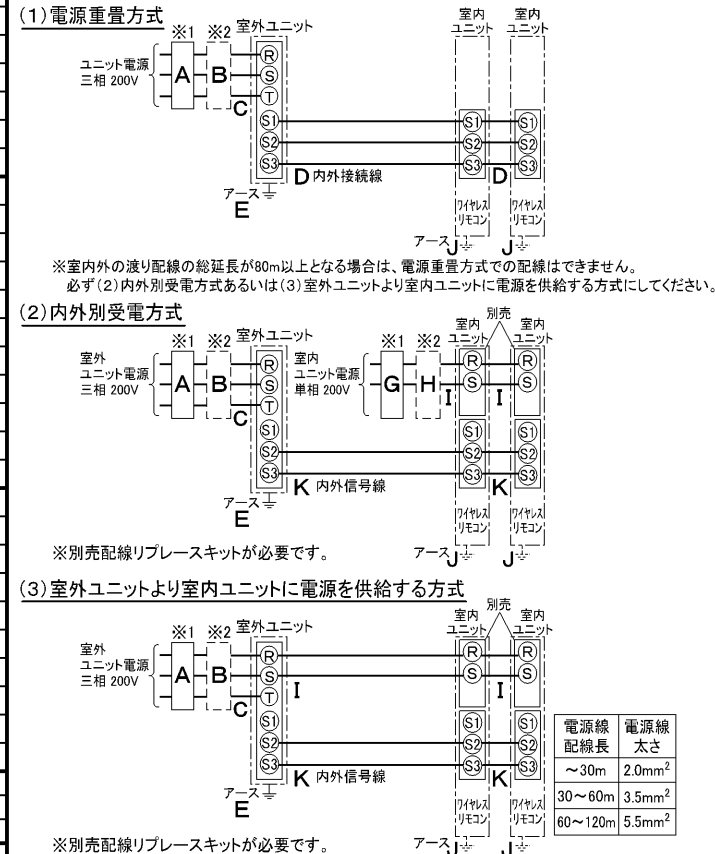 (1)電源重畳方式
※1 ※2 室外ユニット
室内
ユニット
室内
ユニット
ユニット電源
三相 200V
A B C
R
S
T
S1
S2
S3
S1
S2
S3
S1
S2
S3
D 内外接続線
D
アース
E
ワイヤレス
リモコン
ワイヤレス
リモコン
アース J J
※室内外の渡り配線の総延長が80m以上となる場合は、電源重畳方式での配線はできません。
必ず(2)内外別受電方式あるいは(3)室外ユニットより室内ユニットに電源を供給する方式にしてください。
(2)内外別受電方式
※1 ※2 室外ユニット
※1 ※2
室内
ユニット
別売
室内
ユニット
室外
ユニット電源
三相 200V
A B C
R
S
T
S1
S2
S3
室内
ユニット電源
単相 200V
G H I I
R
S
S1
S2
S3
R
S
S1
S2
S3
K 内外信号線
K
アース
E
ワイヤレス
リモコン
ワイヤレス
リモコン
※別売配線リプレースキットが必要です。
アース J J
(3)室外ユニットより室内ユニットに電源を供給する方式
※1 ※2 室外ユニット
室内
ユニット
別売
室内
ユニット
室外
ユニット電源
三相 200V
A B C
R
S
T
S1
S2
S3
I I
R
S
S1
S2
S3
R
S
S1
S2
S3
K 内外信号線
K
アース
E
ワイヤレス
リモコン
ワイヤレス
リモコン
※別売配線リプレースキットが必要です。
アース J J
電源線
配線長
電源線
太さ
～30m 2.0mm²
30～60m 3.5mm²
60～120m 5.5mm²